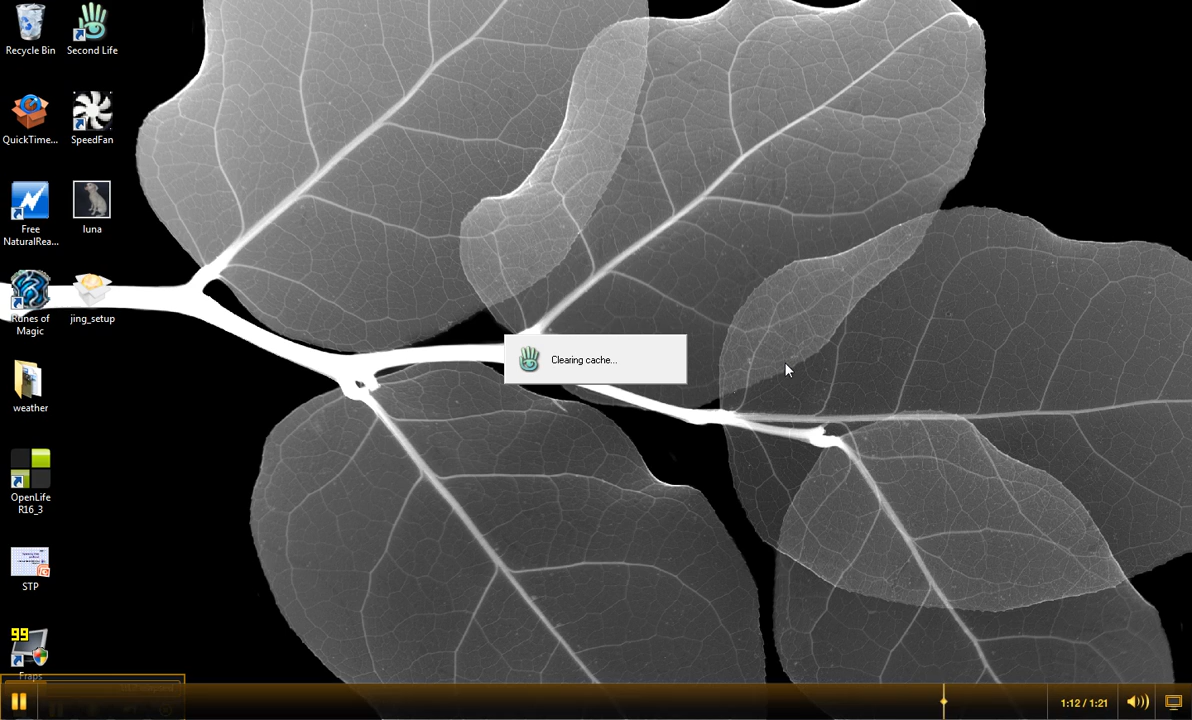 Recycle Bin
Second Life
QuickTime...
SpeedFan
Free
NaturalRea...
luna
Runes of
Magic
jing_setup
Clearing cache...
weather
OpenLife
R16_3
STP
99
Fraps
1:12 / 1:21